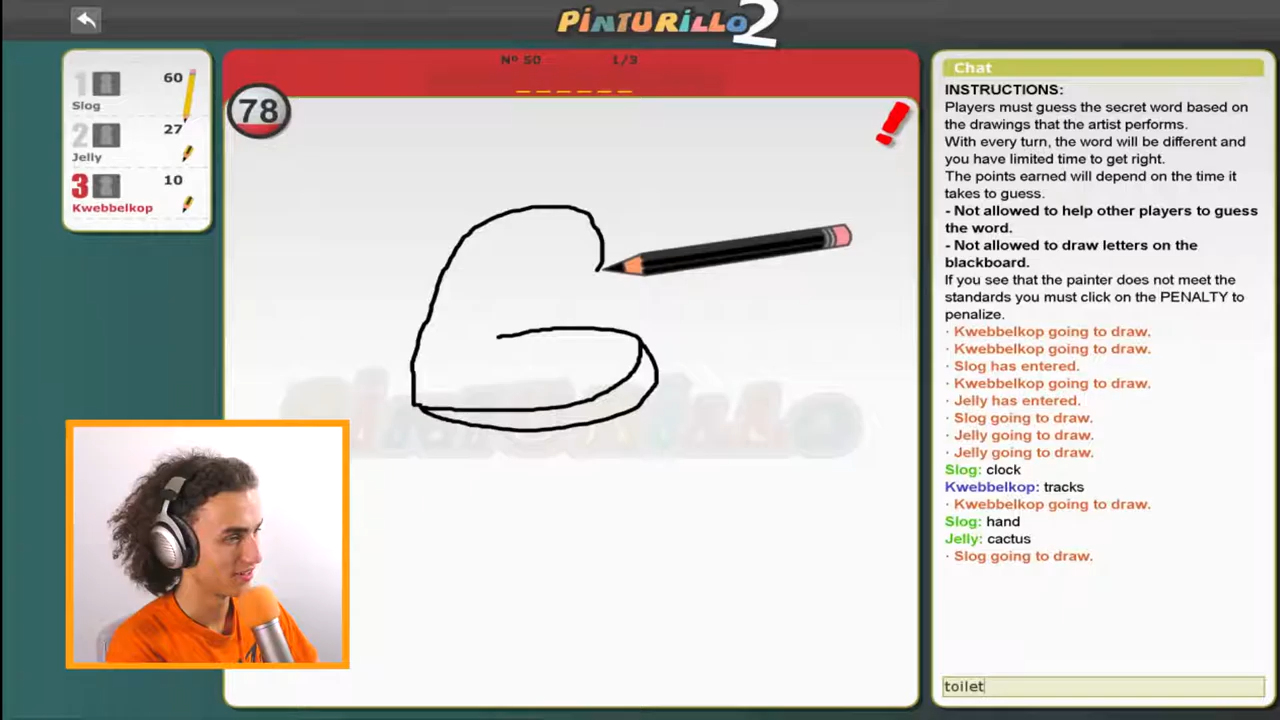 PINTURILLO 2
Nº 50 1/3
_ _ _ _ _ _
78
1 60
Slog
2 27
Jelly
3 10
Kwebbelkop
PINTURILLO
Chat
INSTRUCTIONS:
Players must guess the secret word based on
the drawings that the artist performs.
With every turn, the word will be different and
you have limited time to get right.
The points earned will depend on the time it
takes to guess.
- Not allowed to help other players to guess
the word.
- Not allowed to draw letters on the
blackboard.
If you see that the painter does not meet the
standards you must click on the PENALTY to
penalize.
· Kwebbelkop going to draw.
· Kwebbelkop going to draw.
· Slog has entered.
· Kwebbelkop going to draw.
· Jelly has entered.
· Slog going to draw.
· Jelly going to draw.
· Jelly going to draw.
Slog: clock
Kwebbelkop: tracks
· Kwebbelkop going to draw.
Slog: hand
Jelly: cactus
· Slog going to draw.
toilet